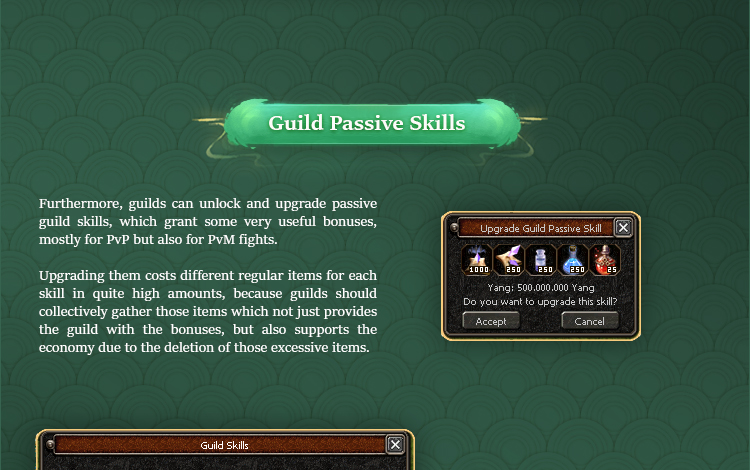 Guild Passive Skills
Furthermore, guilds can unlock and upgrade passive
guild skills, which grant some very useful bonuses,
mostly for PvP but also for PvM fights.
Upgrading them costs different regular items for each
skill in quite high amounts, because guilds should
collectively gather those items which not just provides
the guild with the bonuses, but also supports the
economy due to the deletion of those excessive items.
Upgrade Guild Passive Skill
1000 250 250 250 25
Yang: 500.000.000 Yang
Do you want to upgrade this skill?
Accept Cancel
Guild Skills